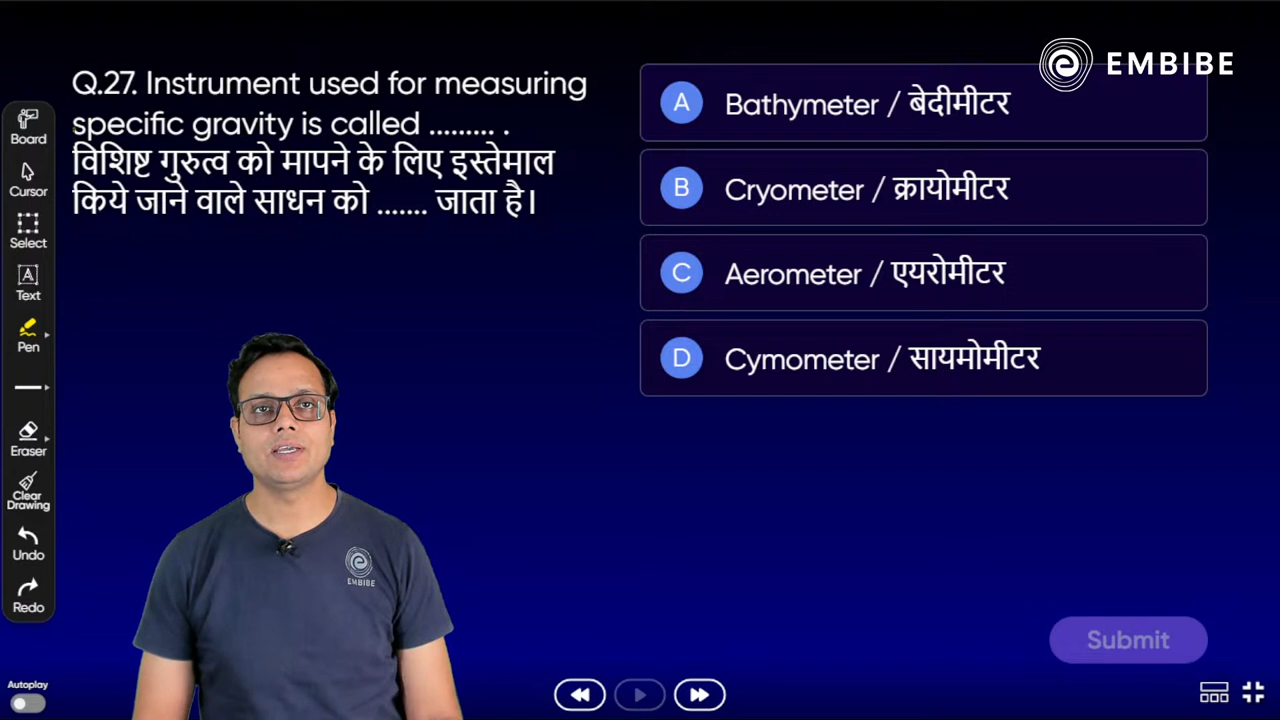 EMBIBE
Q.27. Instrument used for measuring
specific gravity is called ......... .
विशिष्ट गुरुत्व को मापने के लिए इस्तेमाल
किये जाने वाले साधन को ....... जाता है।
A Bathymeter / बेदीमीटर
B Cryometer / क्रायोमीटर
C Aerometer / एयरोमीटर
D Cymometer / सायमोमीटर
Board
Cursor
Select
A
Text
Pen
Eraser
Clear
Drawing
Undo
Redo
EMBIBE
Submit
Autoplay